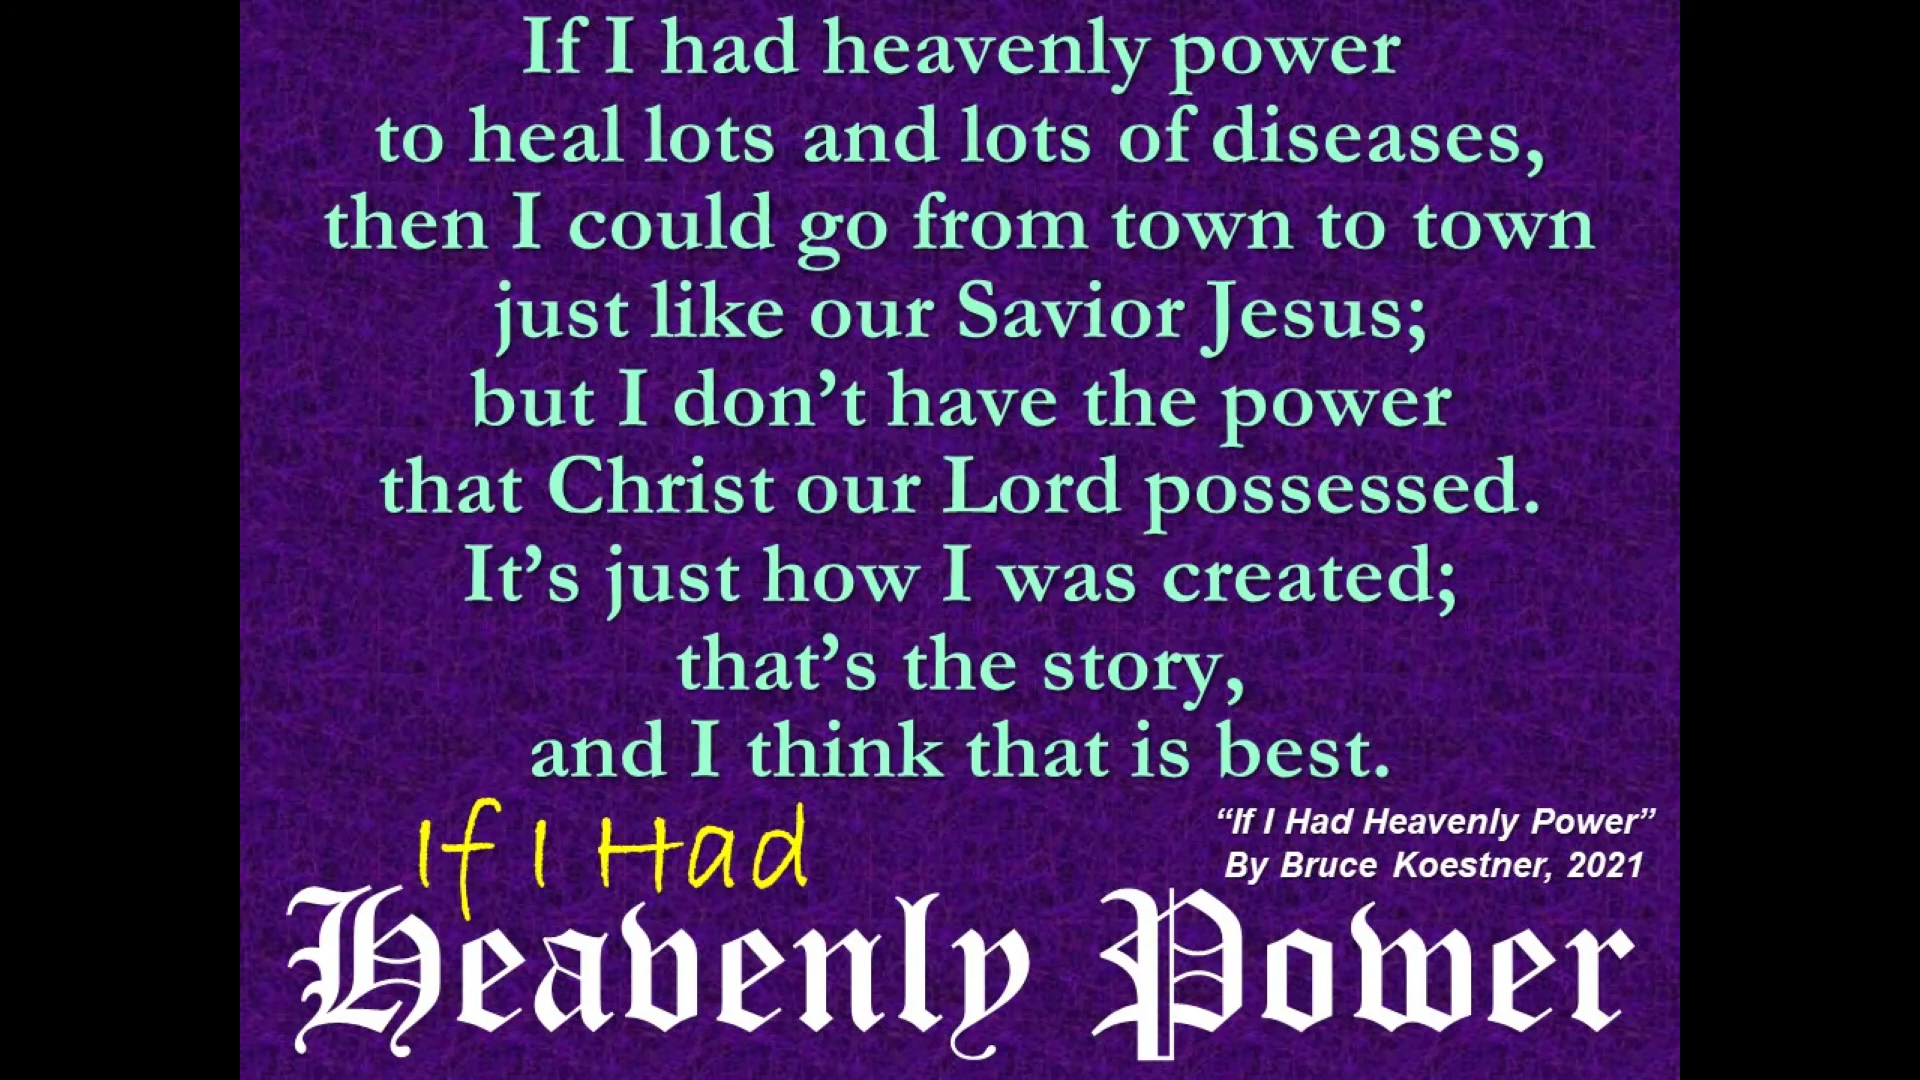 If I had heavenly power
to heal lots and lots of diseases,
then I could go from town to town
just like our Savior Jesus;
but I don’t have the power
that Christ our Lord possessed.
It’s just how I was created;
that’s the story,
and I think that is best.
“If I Had Heavenly Power”
By Bruce Koestner, 2021
If I Had
Heavenly Power